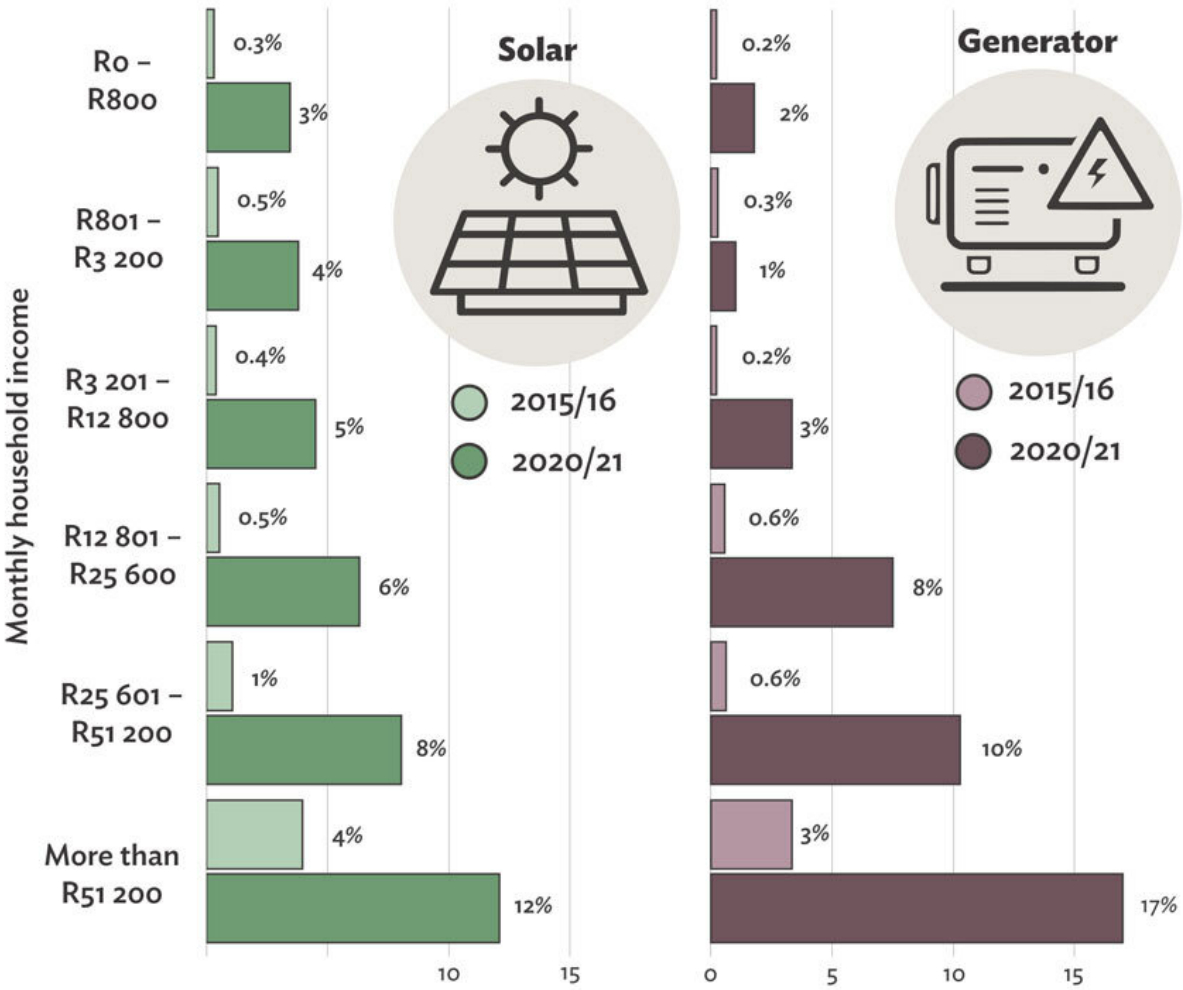 Monthly household income
Solar
2015/16
2020/21
R0 –
R800
0.3%
3%
R801 –
R3 200
0.5%
4%
R3 201 –
R12 800
0.4%
5%
R12 801 –
R25 600
0.5%
6%
R25 601 –
R51 200
1%
8%
More than
R51 200
4%
12%
10 15
Generator
2015/16
2020/21
0.2%
2%
0.3%
1%
0.2%
3%
0.6%
8%
0.6%
10%
3%
17%
0 5 10 15